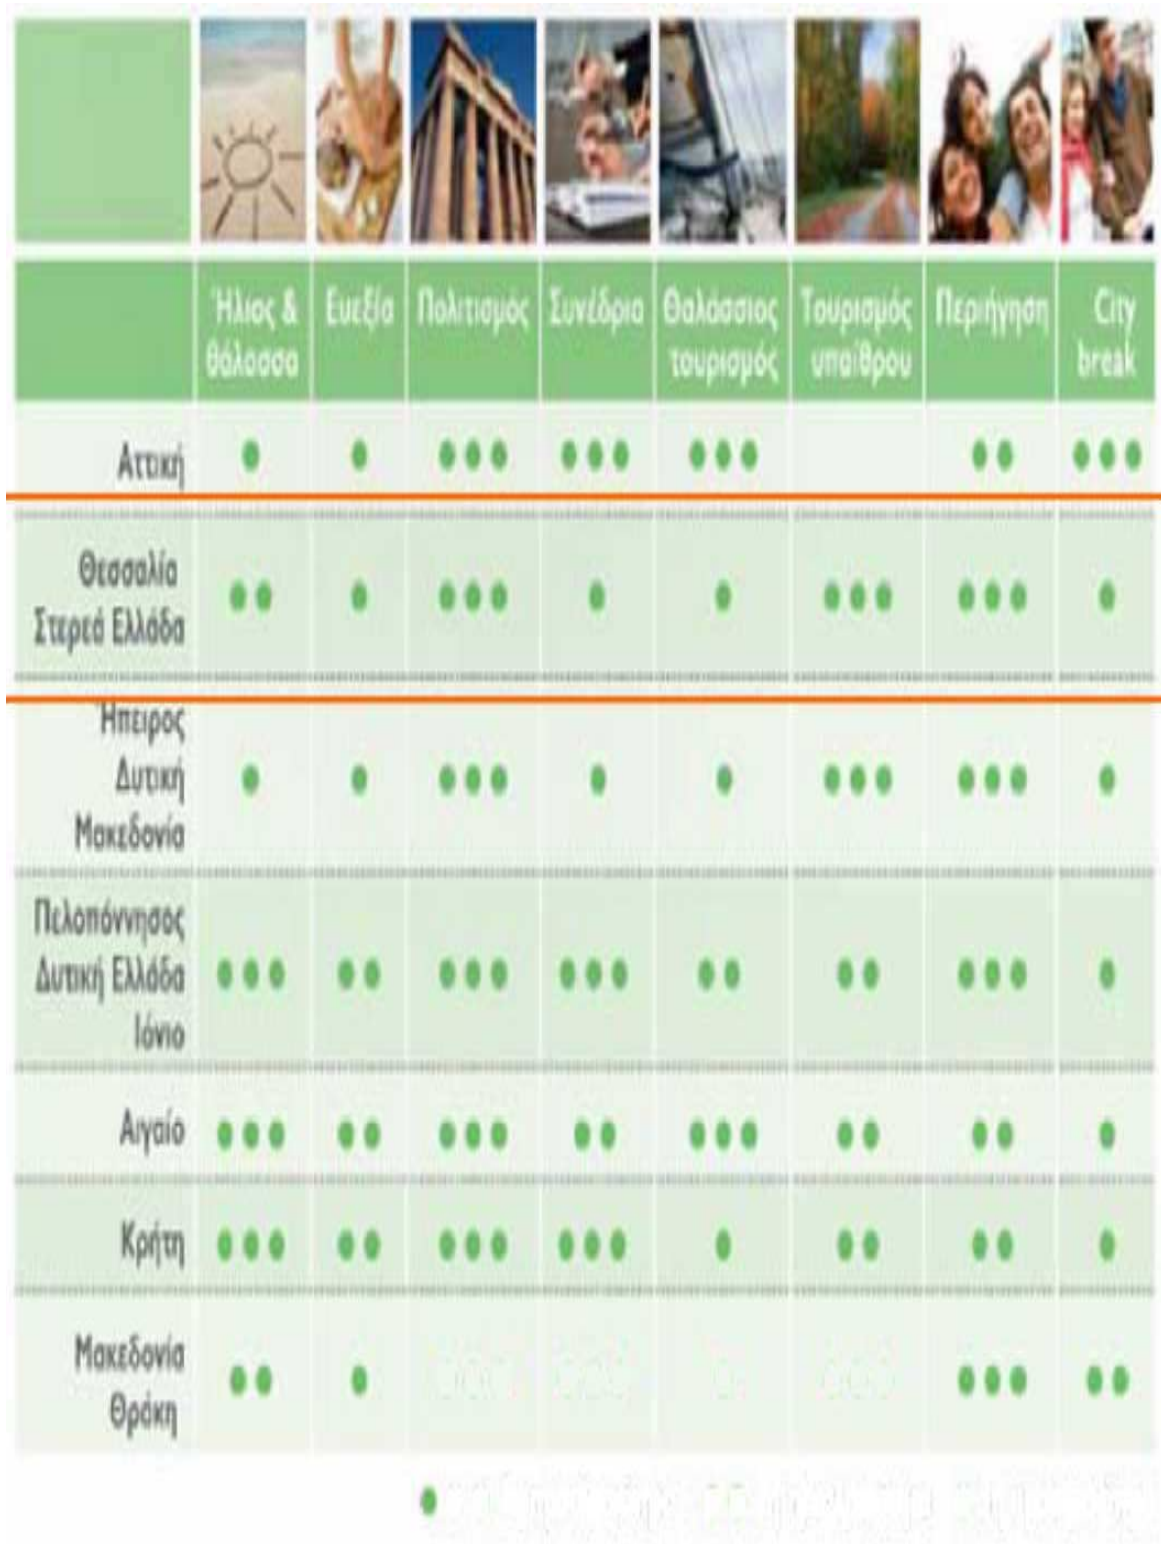 Ήλιος & θάλασσα
Ευεξία
Πολιτισμός
Συνέδρια
Θαλάσσιος τουρισμός
Τουρισμός υπαίθρου
Περιήγηση
City break
Αττική
Θεσσαλία
Στερεά Ελλάδα
Ήπειρος
Δυτική
Μακεδονία
Πελοπόννησος
Δυτική Ελλάδα
Ιόνιο
Αιγαίο
Κρήτη
Μακεδονία
Θράκη